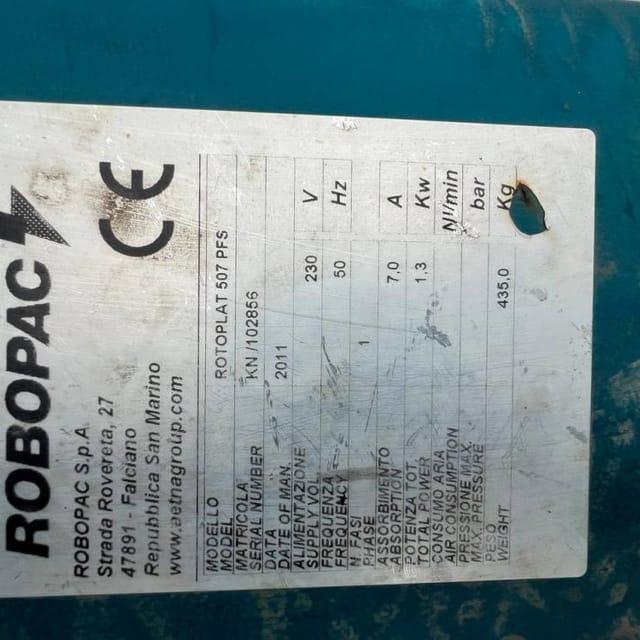 ROBOPAC
ROBOPAC S.p.A.
Strada Rovereta, 27
47891 - Falciano
Repubblica San Marino
www.aetnagroup.com
CE
MODELLO
MODEL ROTOPLAT 507 PFS
MATRICOLA
SERIAL NUMBER KN /102856
DATA
DATE OF MAN. 2011
ALIMENTAZIONE
SUPPLY VOL. 230 V
FREQUENZA
FREQUENCY 50 Hz
N. FASI
PHASE 1
ASSORBIMENTO
ABSORPTION 7,0 A
POTENZA TOT.
TOTAL POWER 1,3 Kw
CONSUMO ARIA
AIR CONSUMPTION Nl/min
PRESSIONE MAX.
MAX PRESSURE bar
PESO
WEIGHT 435,0 Kg